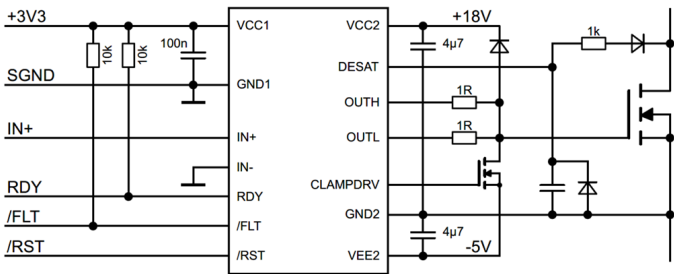 +3V3
10k
10k
100n
SGND
IN+
RDY
/FLT
/RST
VCC1
GND1
IN+
IN-
RDY
/FLT
/RST
VCC2
DESAT
OUTH
OUTL
CLAMPDRV
GND2
VEE2
+18V
4µ7
1k
1R
1R
4µ7
-5V